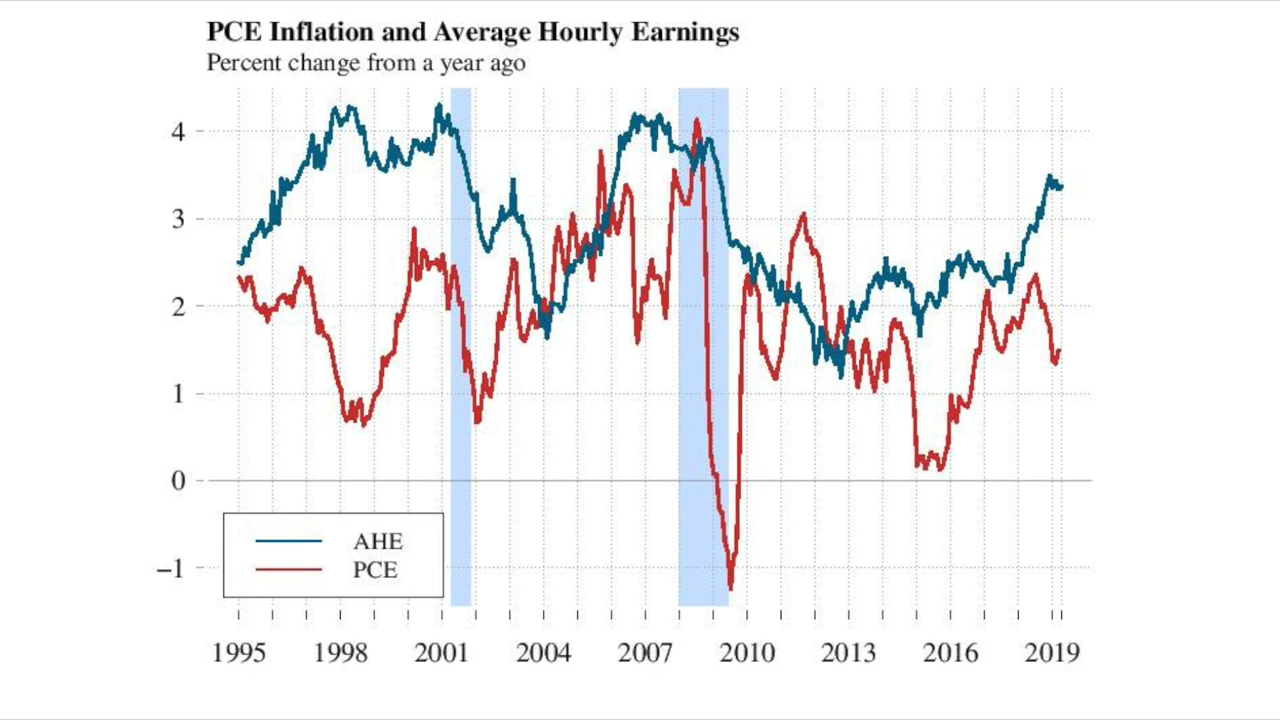 PCE Inflation and Average Hourly Earnings
Percent change from a year ago
4
3
2
1
0
−1
AHE
PCE
1995 1998 2001 2004 2007 2010 2013 2016 2019